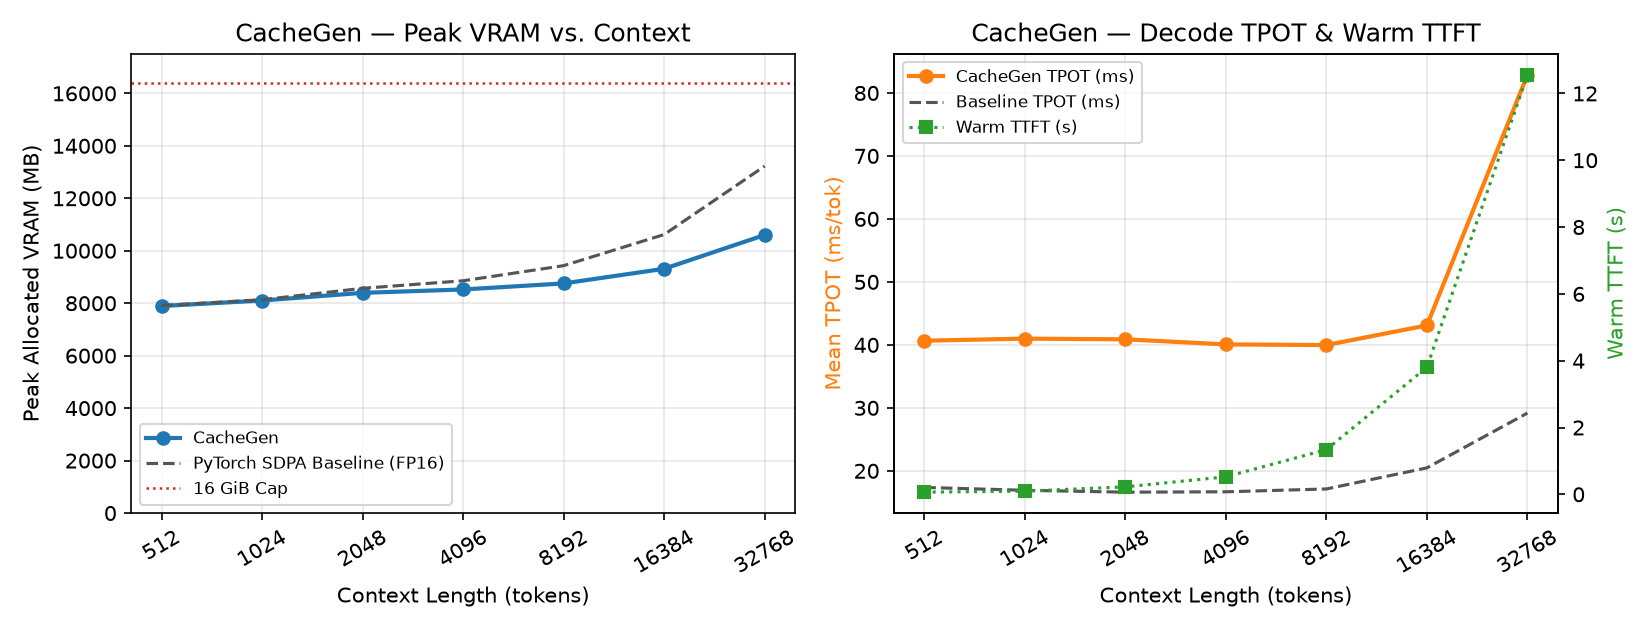 CacheGen — Peak VRAM vs. Context
Peak Allocated VRAM (MB)
16000
14000
12000
10000
8000
6000
4000
2000
0
CacheGen
PyTorch SDPA Baseline (FP16)
16 GiB Cap
512
1024
2048
4096
8192
16384
32768
Context Length (tokens)
CacheGen — Decode TPOT & Warm TTFT
Mean TPOT (ms/tok)
80
70
60
50
40
30
20
CacheGen TPOT (ms)
Baseline TPOT (ms)
Warm TTFT (s)
512
1024
2048
4096
8192
16384
32768
Context Length (tokens)
12
10
8
6
4
2
0
Warm TTFT (s)